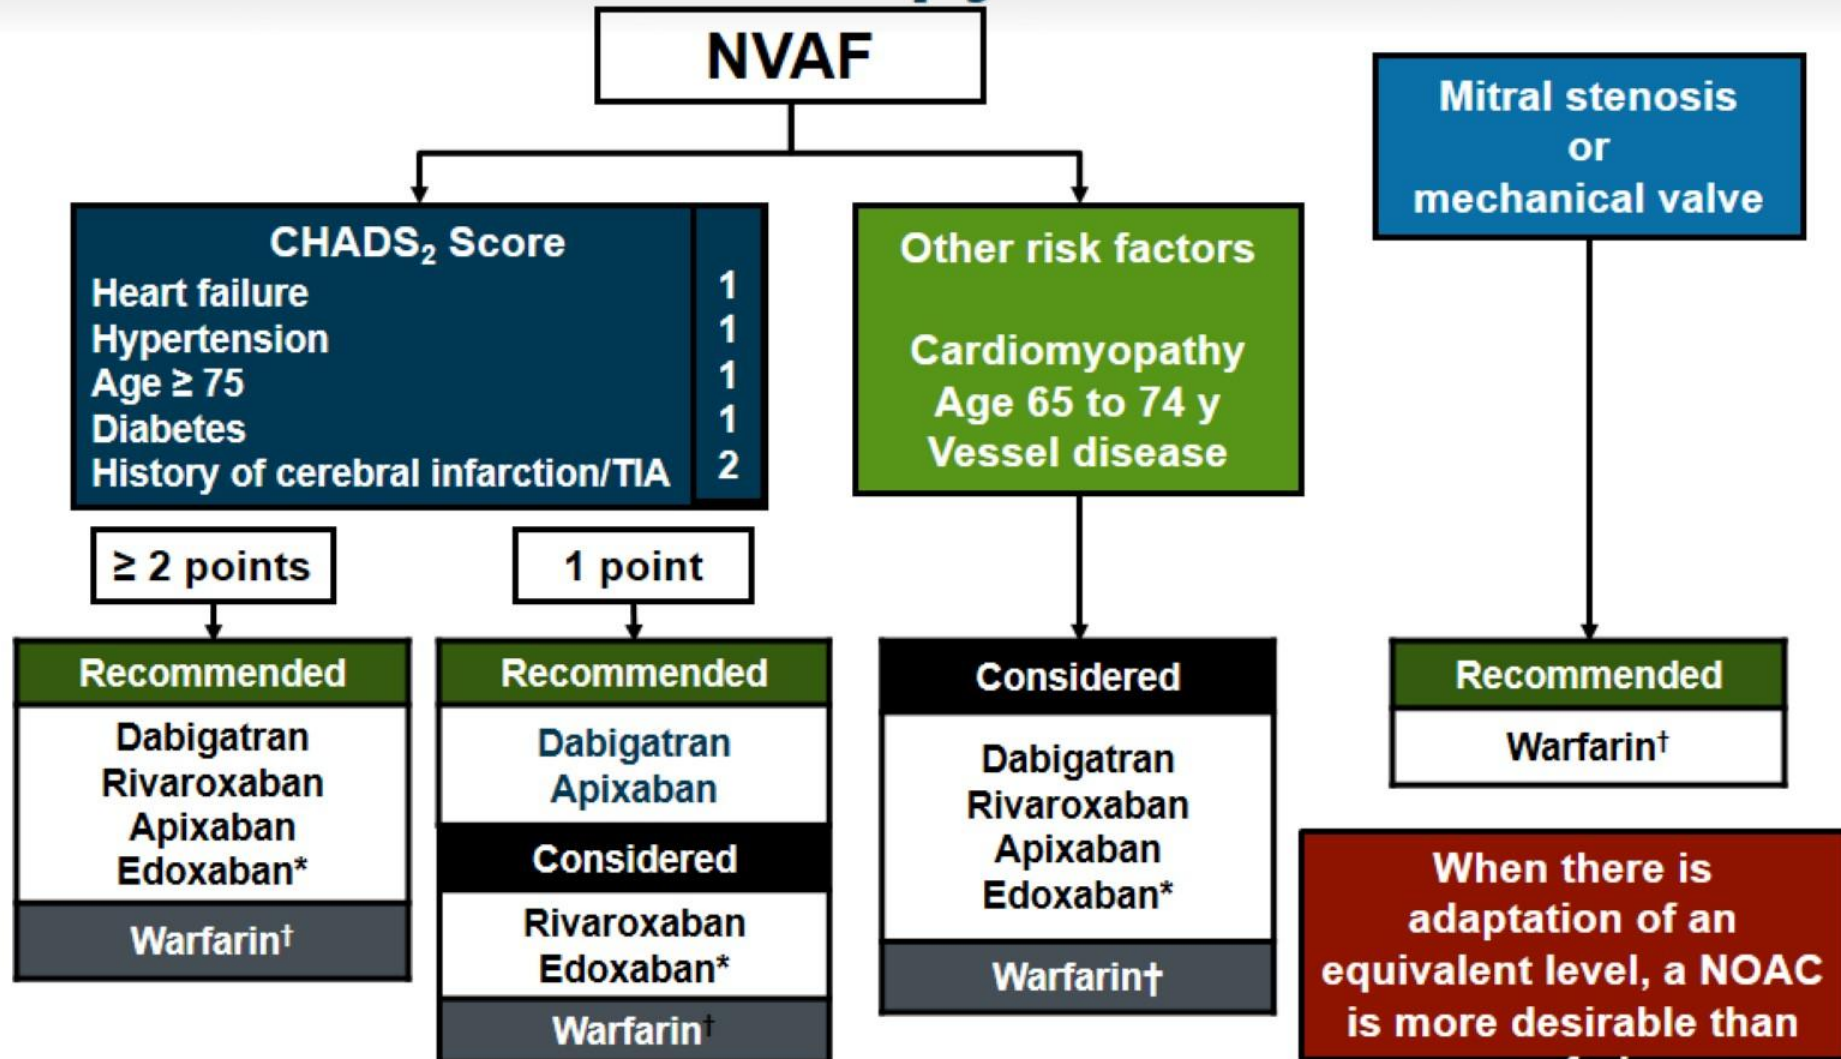 NVAF
CHADS₂ Score
Heart failure 1
Hypertension 1
Age ≥ 75 1
Diabetes 1
History of cerebral infarction/TIA 2
Other risk factors
Cardiomyopathy
Age 65 to 74 y
Vessel disease
Mitral stenosis
or
mechanical valve
≥ 2 points
1 point
Recommended
Dabigatran
Rivaroxaban
Apixaban
Edoxaban*
Warfarin†
Recommended
Dabigatran
Apixaban
Considered
Rivaroxaban
Edoxaban*
Warfarin†
Considered
Dabigatran
Rivaroxaban
Apixaban
Edoxaban*
Warfarin†
Recommended
Warfarin†
When there is
adaptation of an
equivalent level, a NOAC
is more desirable than